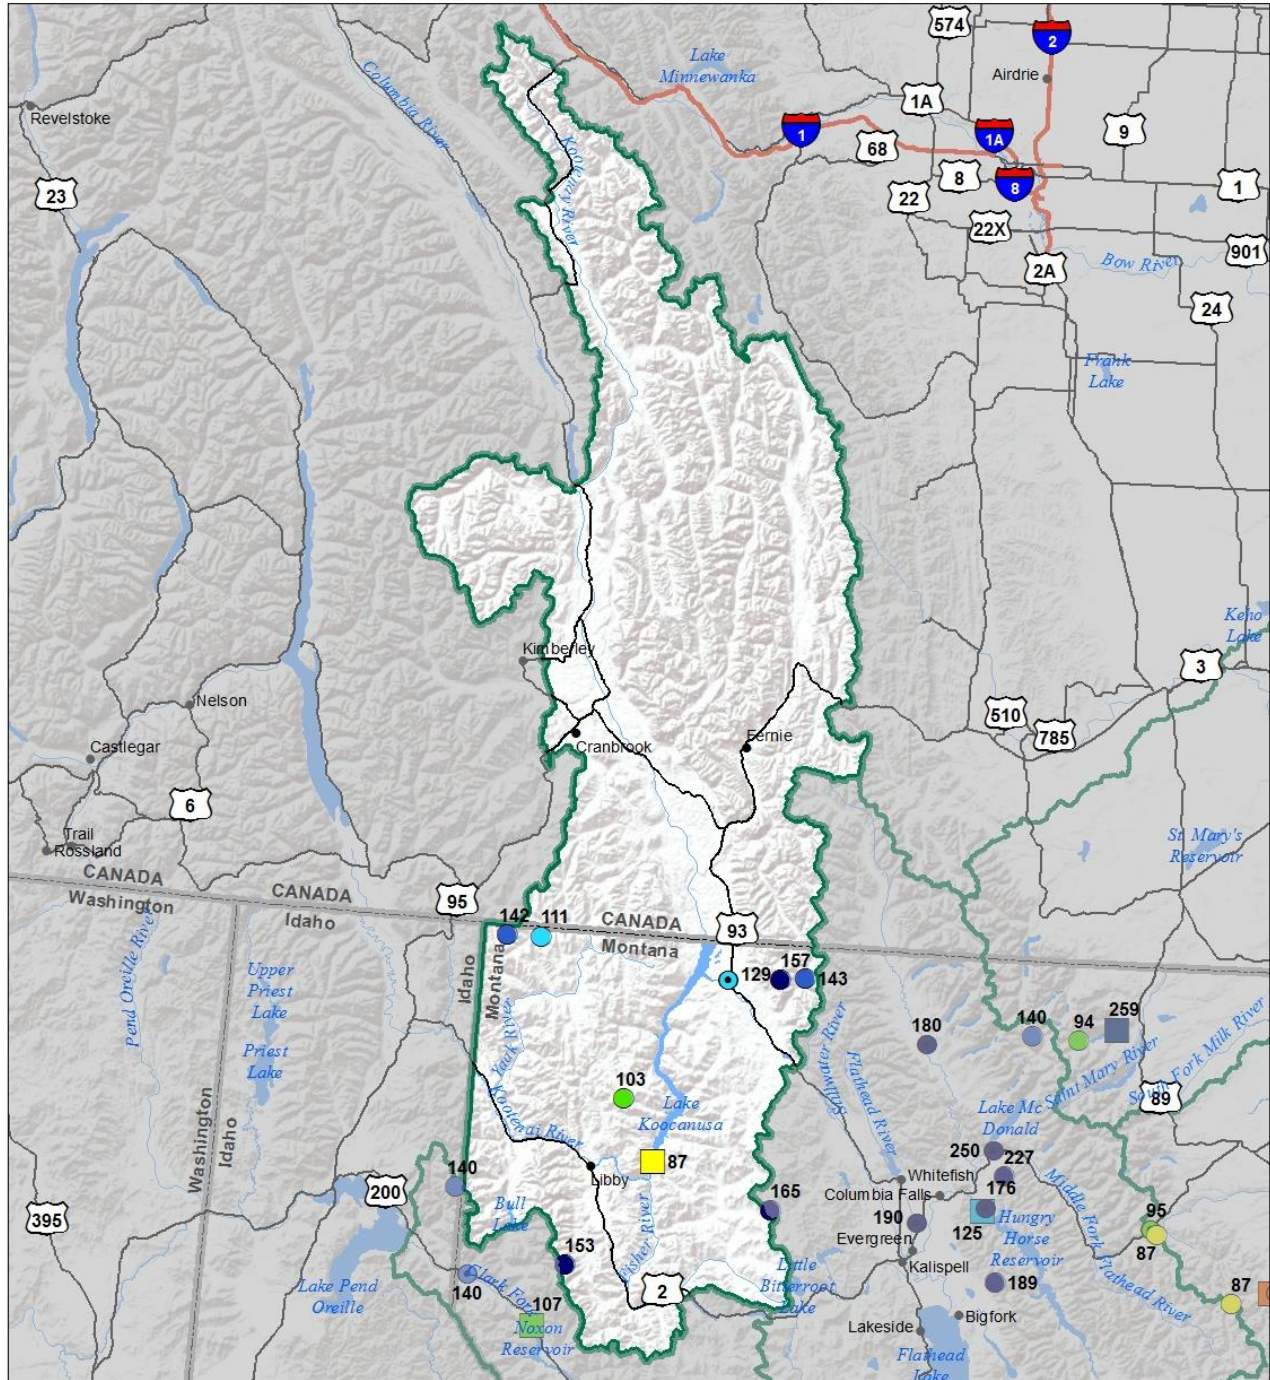 574
2
Lake
Minnewanka
Airdrie
Columbia River
1A
Revelstoke
1
1A
9
68
Kootenay River
8
8
1
23
22
22X
901
Bow River
2A
24
Frank
Lake
Keho
Lake
Kimberley
3
Nelson
510
785
Cranbrook
Fernie
Castlegar
6
Trail
Rossland
St. Mary's
Reservoir
CANADA
Washington
CANADA
Idaho
95
142
111
CANADA
Montana
93
Pend Oreille River
Upper
Priest
Lake
Idaho
Montana
129
157
143
Priest
Lake
Yaak River
Stillwater River
Flathead River
180
140
94
259
Saint Mary River
South Fork Milk River
103
Lake
Koocanusa
Lake Mc
Donald
89
Washington
Idaho
Kootenai River
87
Libby
250
227
Whitefish
Columbia Falls
176
Middle Fork Flathead River
140
200
395
Bull
Lake
Fisher River
165
190
125
Hungry
Horse
Reservoir
95
87
Evergreen
Kalispell
153
Lake Pend
Oreille
140
Clark Fork
107
Noxon
Reservoir
2
Little
Bitterroot
Lake
189
87
Bigfork
Lakeside
Flathead
Lake